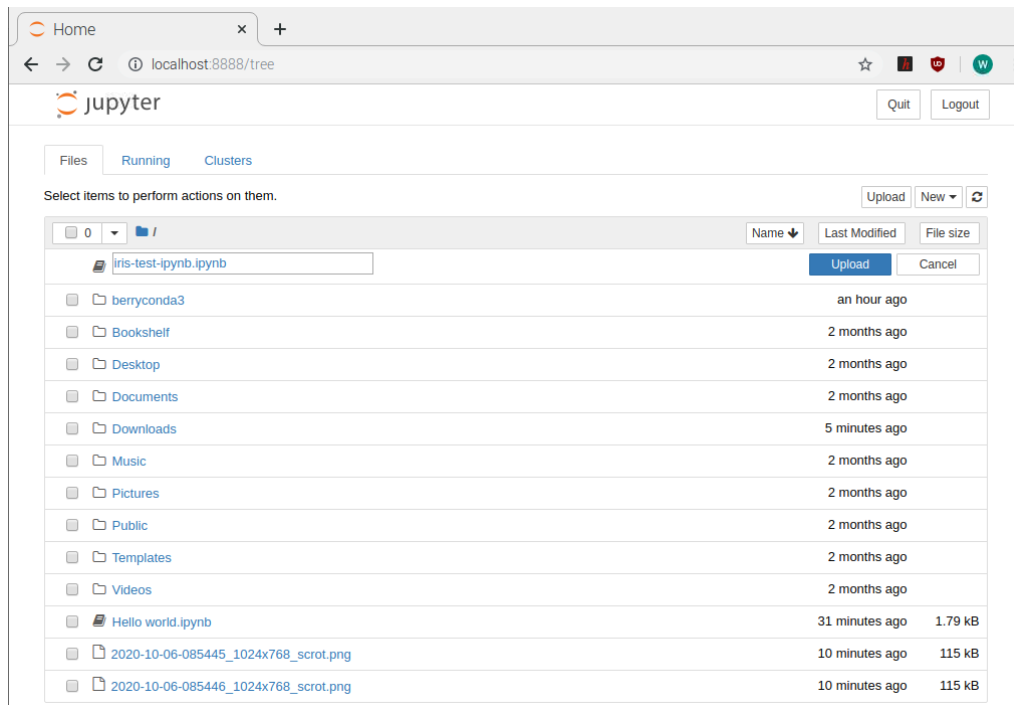 Home × +
localhost:8888/tree h UD W
jupyter Quit Logout
Files Running Clusters
Select items to perform actions on them. Upload New
0 / Name Last Modified File size
iris-test-ipynb.ipynb Upload Cancel
berryconda3 an hour ago
Bookshelf 2 months ago
Desktop 2 months ago
Documents 2 months ago
Downloads 5 minutes ago
Music 2 months ago
Pictures 2 months ago
Public 2 months ago
Templates 2 months ago
Videos 2 months ago
Hello world.ipynb 31 minutes ago 1.79 kB
2020-10-06-085445_1024x768_scrot.png 10 minutes ago 115 kB
2020-10-06-085446_1024x768_scrot.png 10 minutes ago 115 kB